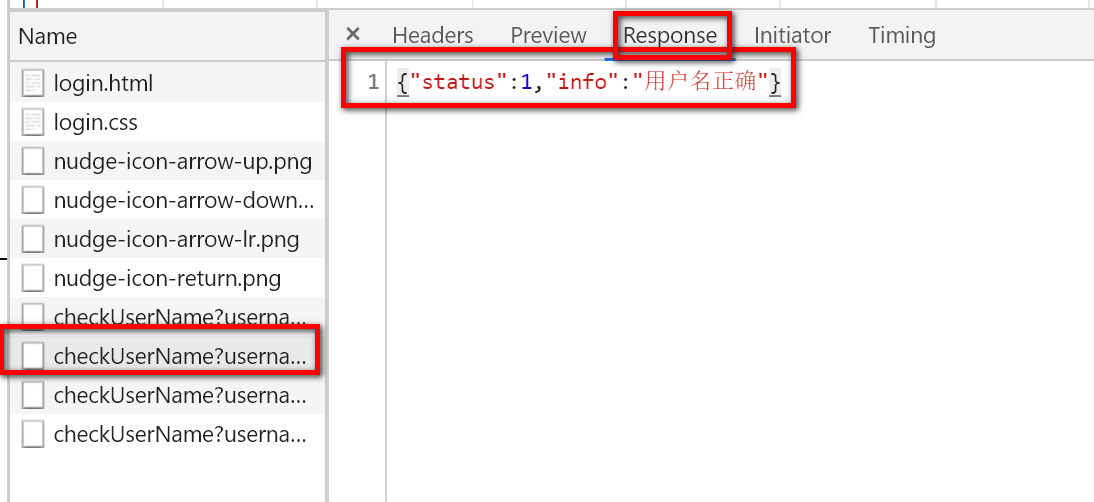 Name
login.html
login.css
nudge-icon-arrow-up.png
nudge-icon-arrow-down...
nudge-icon-arrow-lr.png
nudge-icon-return.png
checkUserName?userna...
checkUserName?userna...
checkUserName?userna...
checkUserName?userna...
× Headers Preview Response Initiator Timing
1 {"status":1,"info":"用户名正确"}